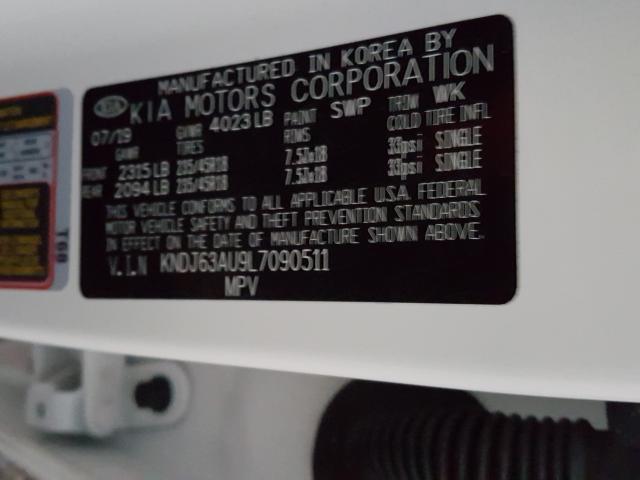 MANUFACTURED IN KOREA BY
KIA KIA MOTORS CORPORATION
07/19 GVWR 4023LB PAINT SWP TRIM WK
GAWR TIRES RIMS COLD TIRE INFL
FRONT 2315LB 235/45R18 7.5Jx18 33psi SINGLE
REAR 2094LB 235/45R18 7.5Jx18 33psi SINGLE
THIS VEHICLE CONFORMS TO ALL APPLICABLE U.S.A. FEDERAL
MOTOR VEHICLE SAFETY AND THEFT PREVENTION STANDARDS
IN EFFECT ON THE DATE OF MANUFACTURE SHOWN ABOVE.
V.I.N KNDJ63AU9L7090511
MPV